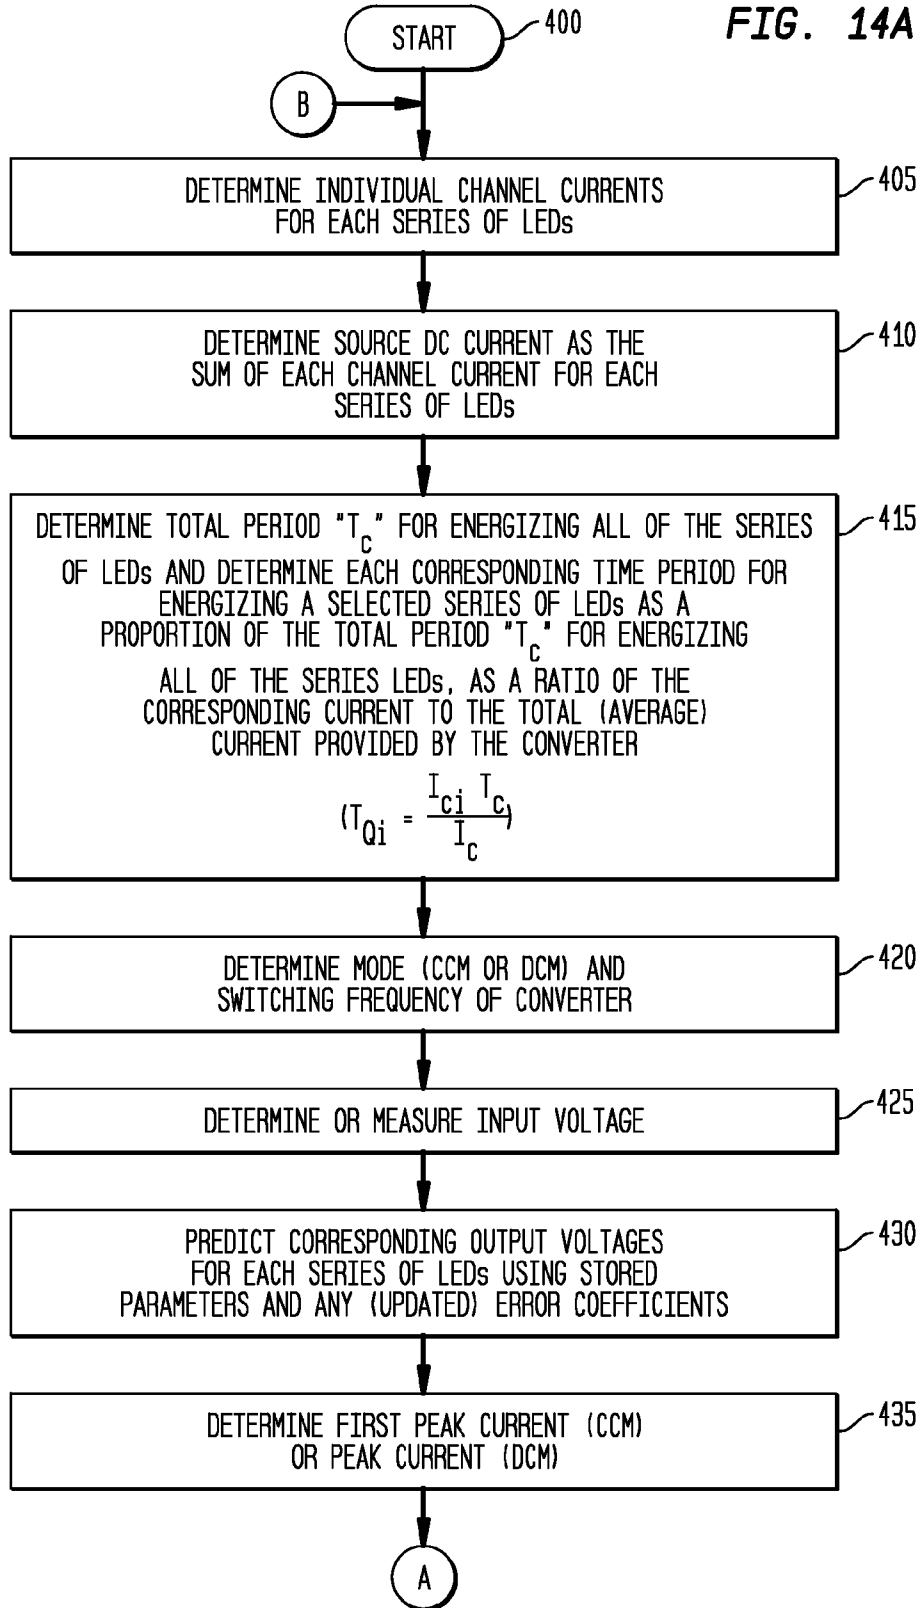 FIG. 14A
START
400
B
DETERMINE INDIVIDUAL CHANNEL CURRENTS
FOR EACH SERIES OF LEDs
405
DETERMINE SOURCE DC CURRENT AS THE
SUM OF EACH CHANNEL CURRENT FOR EACH
SERIES OF LEDs
410
DETERMINE TOTAL PERIOD "T_c" FOR ENERGIZING ALL OF THE SERIES
OF LEDs AND DETERMINE EACH CORRESPONDING TIME PERIOD FOR
ENERGIZING A SELECTED SERIES OF LEDs AS A
PROPORTION OF THE TOTAL PERIOD "T_c" FOR ENERGIZING
ALL OF THE SERIES LEDs, AS A RATIO OF THE
CORRESPONDING CURRENT TO THE TOTAL (AVERAGE)
CURRENT PROVIDED BY THE CONVERTER
(T_Qi = I_ci T_c / I_c)
415
DETERMINE MODE (CCM OR DCM) AND
SWITCHING FREQUENCY OF CONVERTER
420
DETERMINE OR MEASURE INPUT VOLTAGE
425
PREDICT CORRESPONDING OUTPUT VOLTAGES
FOR EACH SERIES OF LEDs USING STORED
PARAMETERS AND ANY (UPDATED) ERROR COEFFICIENTS
430
DETERMINE FIRST PEAK CURRENT (CCM)
OR PEAK CURRENT (DCM)
435
A